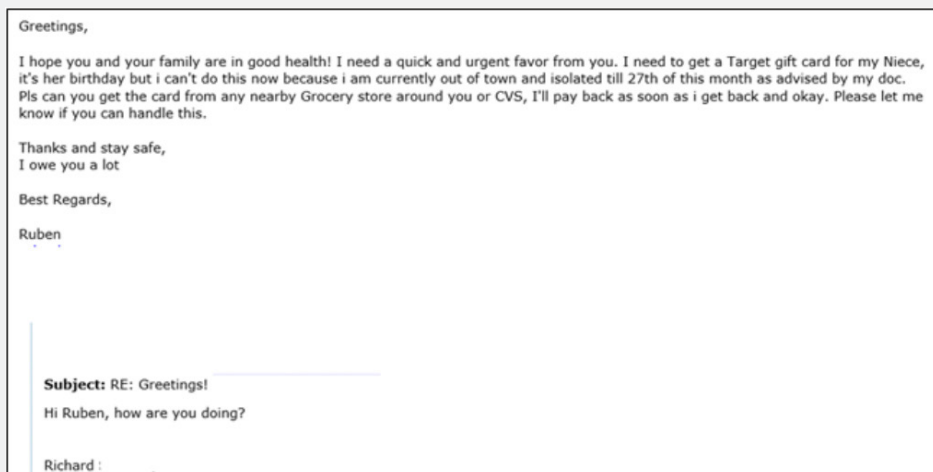 Greetings,
I hope you and your family are in good health! I need a quick and urgent favor from you. I need to get a Target gift card for my Niece,
it's her birthday but i can't do this now because i am currently out of town and isolated till 27th of this month as advised by my doc.
Pls can you get the card from any nearby Grocery store around you or CVS, I'll pay back as soon as i get back and okay. Please let me
know if you can handle this.
Thanks and stay safe,
I owe you a lot
Best Regards,
Ruben
Subject: RE: Greetings!
Hi Ruben, how are you doing?
Richard :